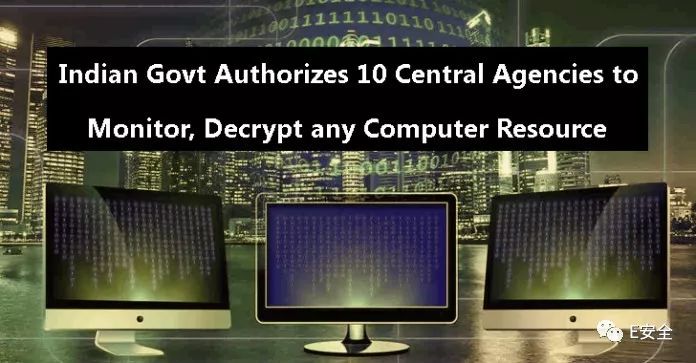 Indian Govt Authorizes 10 Central Agencies to
Monitor, Decrypt any Computer Resource
E安全